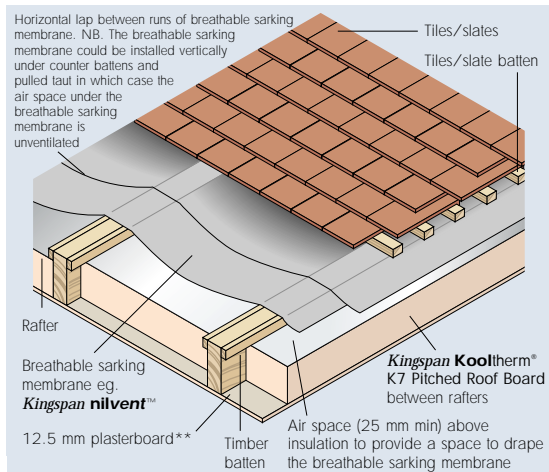 Horizontal lap between runs of breathable sarking
membrane. NB. The breathable sarking
membrane could be installed vertically
under counter battens and
pulled taut in which case the
air space under the
breathable sarking
membrane is
unventilated
Tiles/slates
Tiles/slate batten
Rafter
Breathable sarking
membrane eg.
Kingspan nilvent™
12.5 mm plasterboard**
Timber
batten
Kingspan Kooltherm®
K7 Pitched Roof Board
between rafters
Air space (25 mm min) above
insulation to provide a space to drape
the breathable sarking membrane